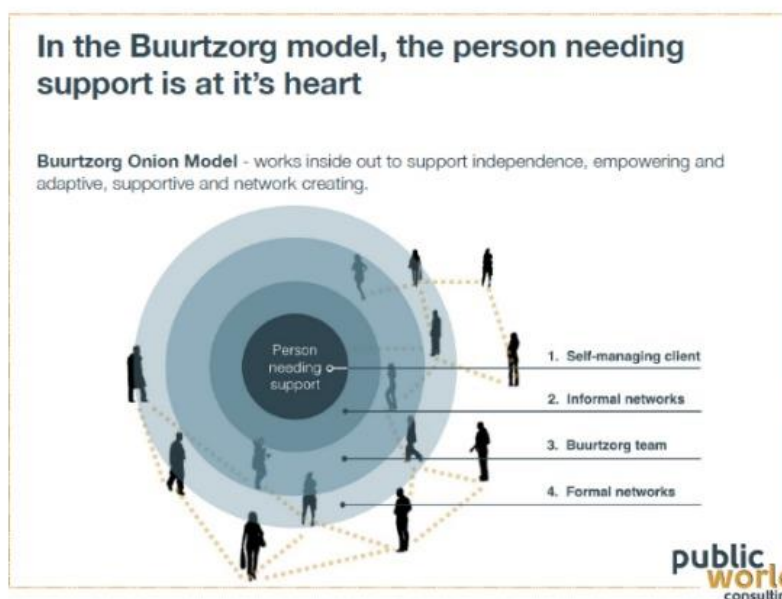 In the Buurtzorg model, the person needing
support is at it's heart
Buurtzorg Onion Model - works inside out to support independence, empowering and
adaptive, supportive and network creating.
Person
needing
support
1. Self-managing client
2. Informal networks
3. Buurtzorg team
4. Formal networks
public
world
consulting